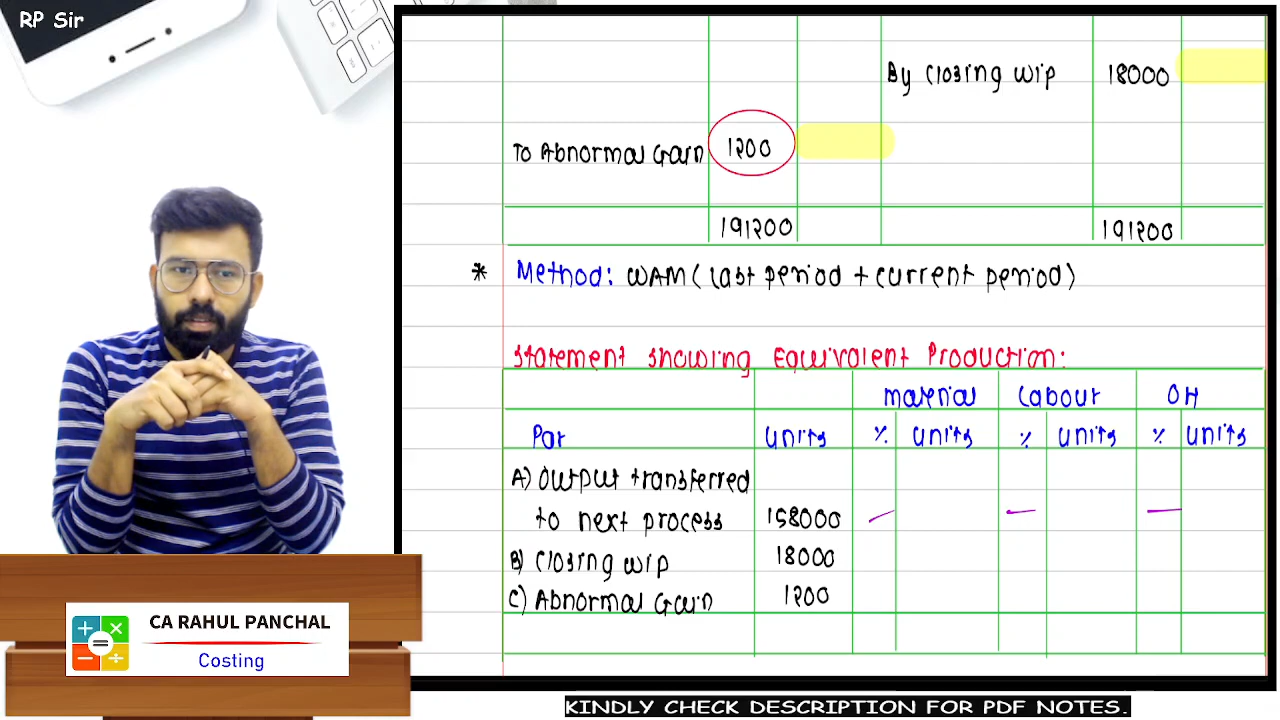 RP Sir
By Closing WIP 18000
To Abnormal Gain 1200
191200 191200
* Method: WAM (last period + current period)
Statement Showing Equivalent Production:
Material Labour OH
Par Units % Units % Units % Units
A) Output transferred
to next process 158000
B) Closing WIP 18000
C) Abnormal Gain 1200
CA RAHUL PANCHAL
Costing
KINDLY CHECK DESCRIPTION FOR PDF NOTES.